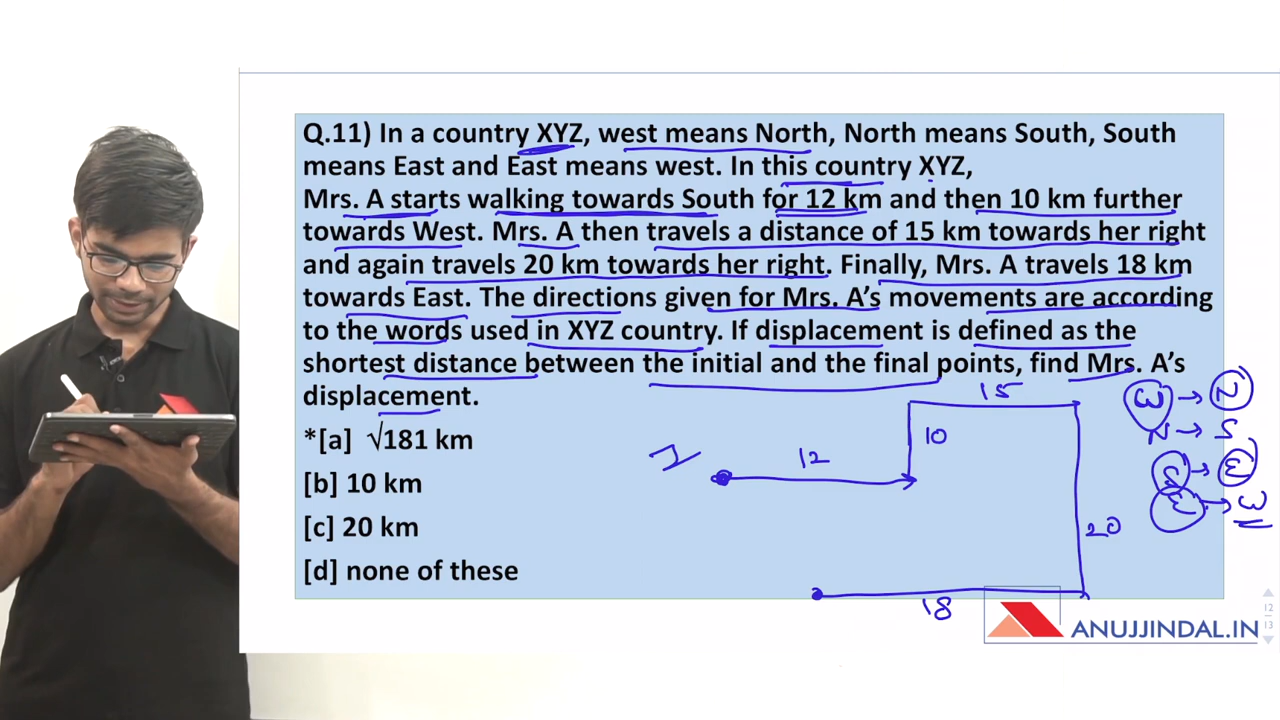 Q.11) In a country XYZ, west means North, North means South, South
means East and East means west. In this country XYZ,
Mrs. A starts walking towards South for 12 km and then 10 km further
towards West. Mrs. A then travels a distance of 15 km towards her right
and again travels 20 km towards her right. Finally, Mrs. A travels 18 km
towards East. The directions given for Mrs. A’s movements are according
to the words used in XYZ country. If displacement is defined as the
shortest distance between the initial and the final points, find Mrs. A’s
displacement.
*[a] √181 km
[b] 10 km
[c] 20 km
[d] none of these
15
10
12
20
18
N → S
ANUJJINDAL.IN
12
13